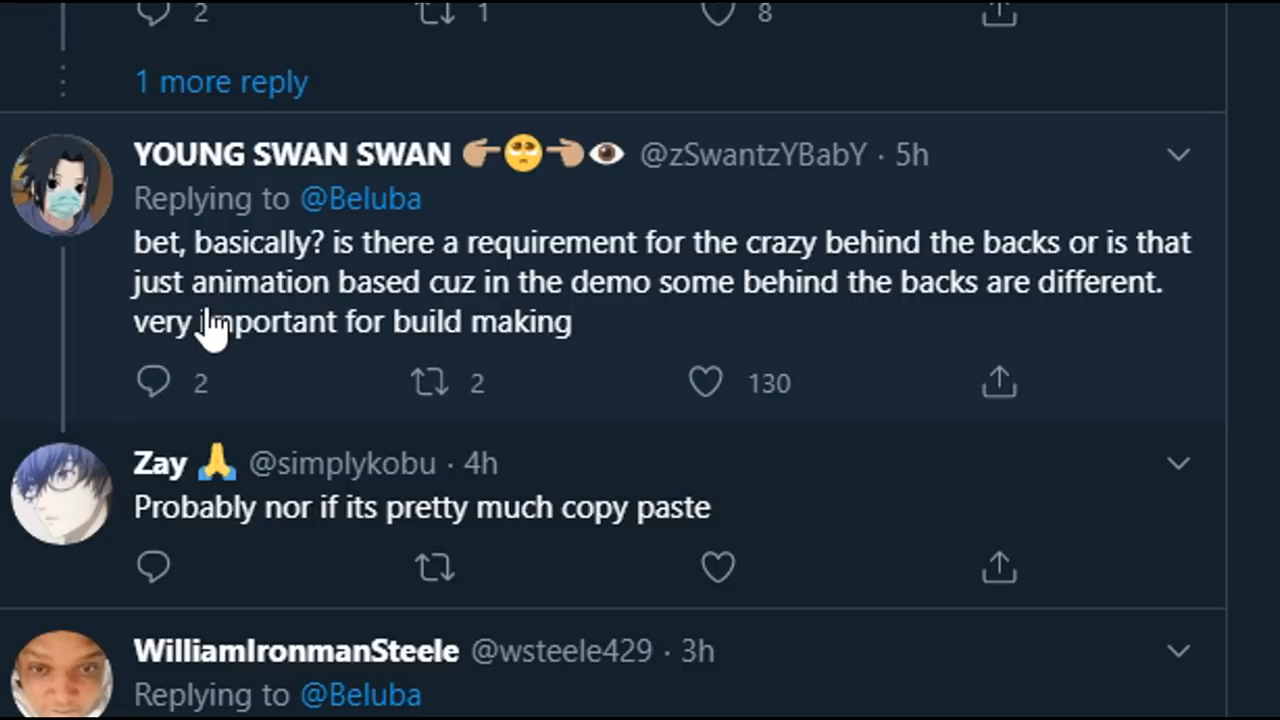 2 1 8
1 more reply
YOUNG SWAN SWAN 👉🥺👈👁 @zSwantzYBabY · 5h
Replying to @Beluba
bet, basically? is there a requirement for the crazy behind the backs or is that
just animation based cuz in the demo some behind the backs are different.
very important for build making
2 2 130
Zay 🙏 @simplykobu · 4h
Probably nor if its pretty much copy paste
WilliamIronmanSteele @wsteele429 · 3h
Replying to @Beluba